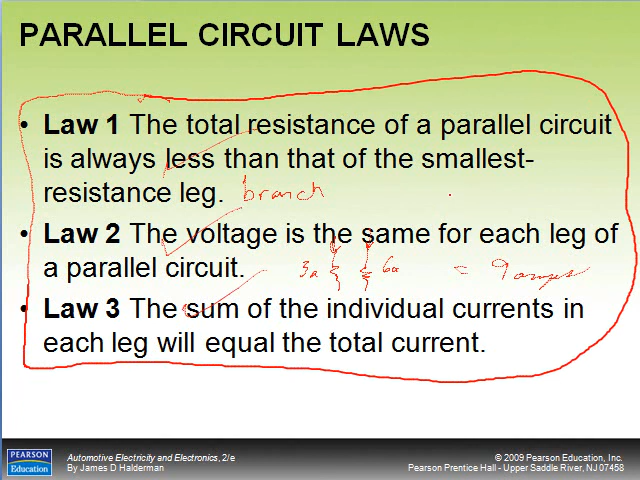 PARALLEL CIRCUIT LAWS
• Law 1 The total resistance of a parallel circuit
is always less than that of the smallest-
resistance leg. branch
• Law 2 The voltage is the same for each leg of
a parallel circuit. 3a 6a = 9 amps
• Law 3 The sum of the individual currents in
each leg will equal the total current.
PEARSON
Education
Automotive Electricity and Electronics, 2/e
By James D Halderman
© 2009 Pearson Education, Inc.
Pearson Prentice Hall - Upper Saddle River, NJ 07458